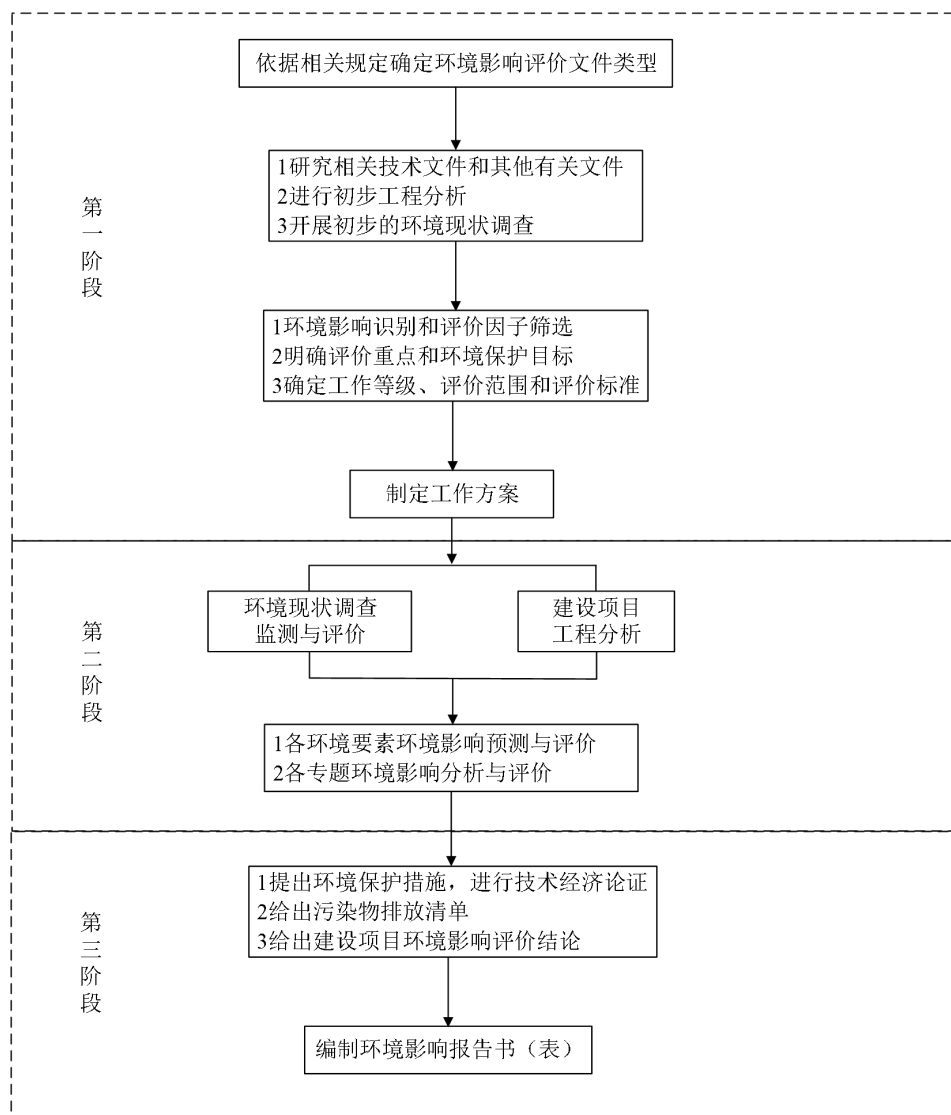 依据相关规定确定环境影响评价文件类型
1研究相关技术文件和其他有关文件
2进行初步工程分析
3开展初步的环境现状调查
第一阶段
1环境影响识别和评价因子筛选
2明确评价重点和环境保护目标
3确定工作等级、评价范围和评价标准
制定工作方案
环境现状调查
监测与评价
建设项目
工程分析
第二阶段
1各环境要素环境影响预测与评价
2各专题环境影响分析与评价
1提出环境保护措施，进行技术经济论证
2给出污染物排放清单
3给出建设项目环境影响评价结论
第三阶段
编制环境影响报告书（表）